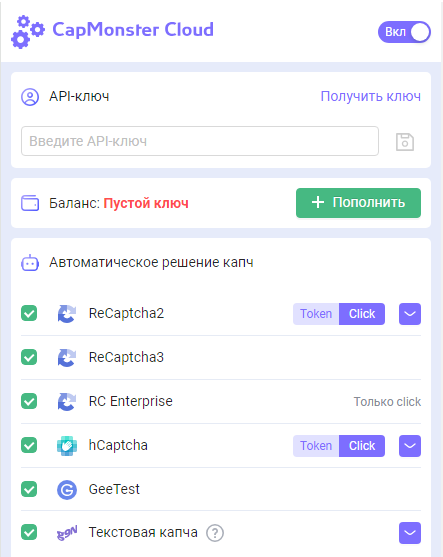 CapMonster Cloud
Вкл
API-ключ
Получить ключ
Введите API-ключ
Баланс: Пустой ключ
Пополнить
Автоматическое решение капч
ReCaptcha2
Token Click
ReCaptcha3
RC Enterprise
Только click
hCaptcha
Token Click
GeeTest
Текстовая капча ?